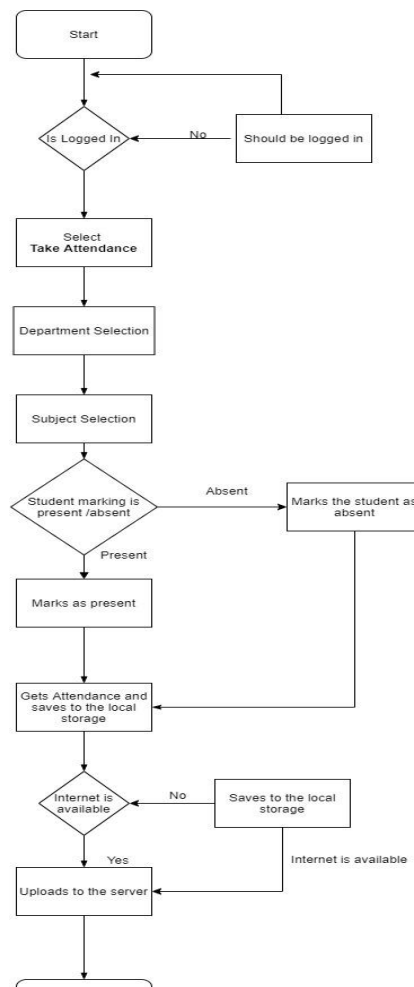 Start
Is Logged In
No
Should be logged in
Select
Take Attendance
Department Selection
Subject Selection
Student marking is
present /absent
Absent
Marks the student as
absent
Present
Marks as present
Gets Attendance and
saves to the local
storage
Internet is
available
No
Saves to the local
storage
Yes
Internet is available
Uploads to the server